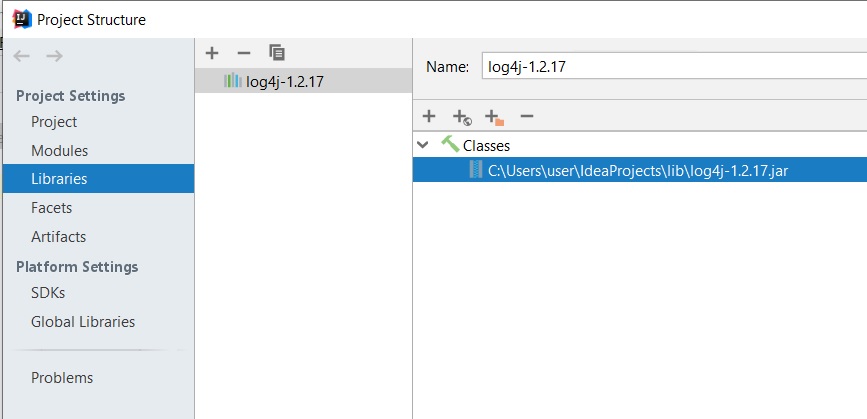 Project Structure
Project Settings
Project
Modules
Libraries
Facets
Artifacts
Platform Settings
SDKs
Global Libraries
Problems
log4j-1.2.17
Name: log4j-1.2.17
Classes
C:\Users\user\IdeaProjects\lib\log4j-1.2.17.jar